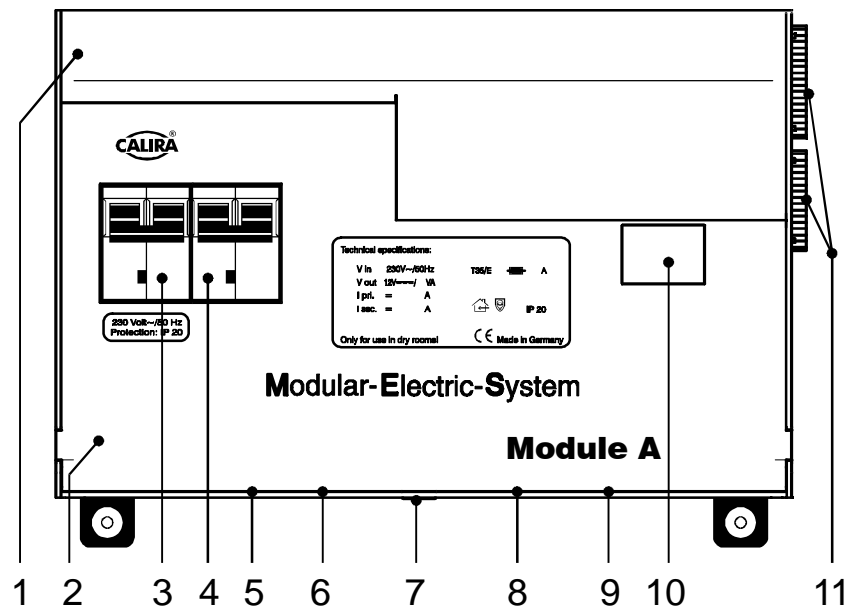 CALIRA®
Technical specifications:
V in 230V~/50Hz T35/E A
V out 12V / VA
I pri. = A
I sec. = A IP 20
Only for use in dry rooms! CE Made in Germany
230 Volt~/50 Hz
Protection: IP 20
Modular-Electric-System
Module A
1 2 3 4 5 6 7 8 9 10 11